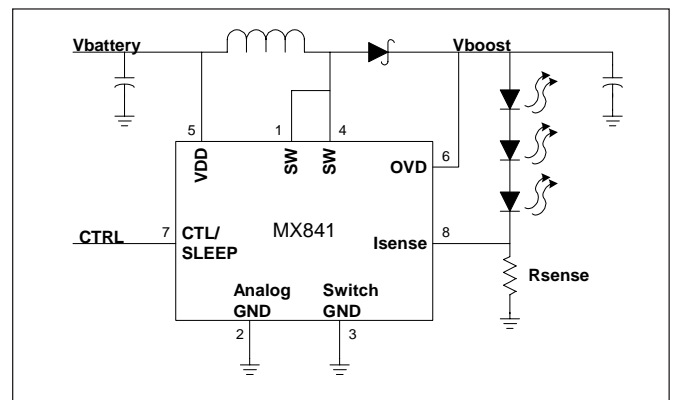 Vbattery
Vboost
5
1
4
VDD
SW
SW
OVD
6
CTRL
7
CTL/
SLEEP
MX841
Isense
8
Rsense
Analog
GND
Switch
GND
2
3